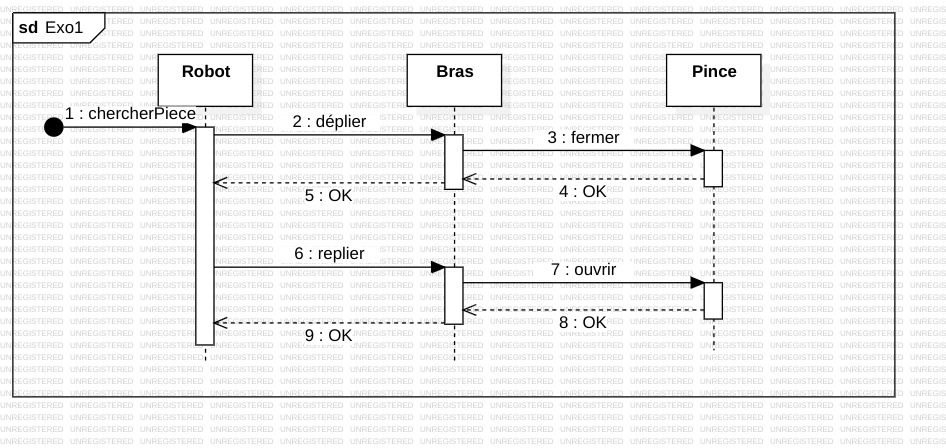 sd Exo1
Robot
Bras
Pince
1 : chercherPiece
2 : déplier
3 : fermer
4 : OK
5 : OK
6 : replier
7 : ouvrir
8 : OK
9 : OK
UNREGISTERED